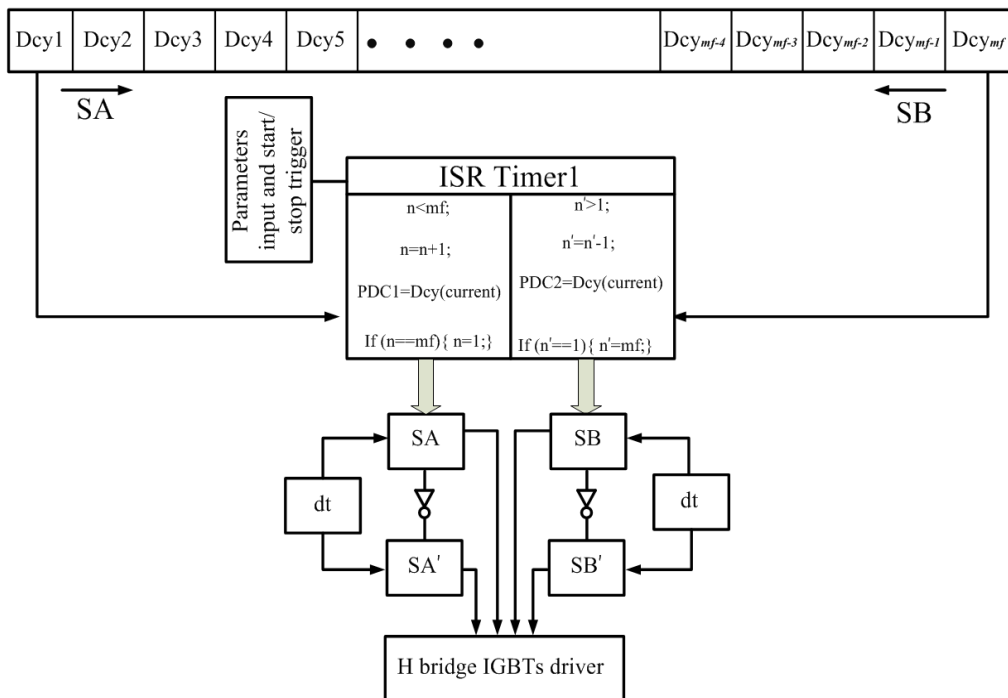 Dcy1 Dcy2 Dcy3 Dcy4 Dcy5 • • • • Dcymf-4 Dcymf-3 Dcymf-2 Dcymf-1 Dcymf
SA
SB
Parameters
input and start/
stop trigger
ISR Timer1
n<mf;
n=n+1;
PDC1=Dcy(current)
If (n==mf){ n=1;}
n'>1;
n'=n'-1;
PDC2=Dcy(current)
If (n'==1){ n'=mf;}
SA
SB
dt
dt
SA'
SB'
H bridge IGBTs driver